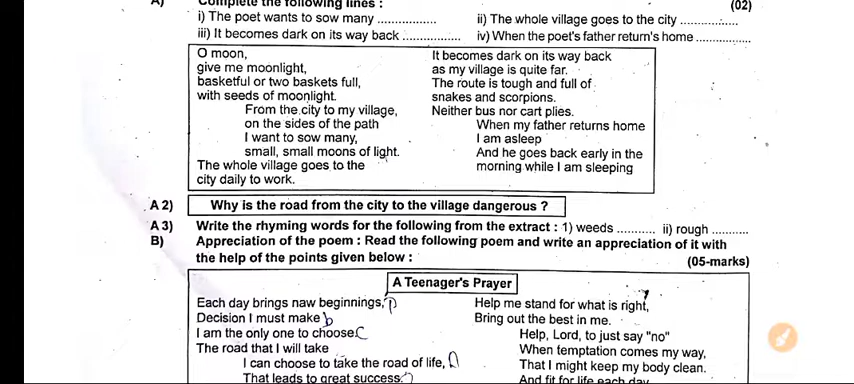 A) Complete the following lines : (02)
i) The poet wants to sow many ................. ii) The whole village goes to the city ................
iii) It becomes dark on its way back ................ iv) When the poet's father return's home ................
O moon,
give me moonlight,
basketful or two baskets full,
with seeds of moonlight.
From the city to my village,
on the sides of the path
I want to sow many,
small, small moons of light.
The whole village goes to the
city daily to work.
It becomes dark on its way back
as my village is quite far.
The route is tough and full of
snakes and scorpions.
Neither bus nor cart plies.
When my father returns home
I am asleep
And he goes back early in the
morning while I am sleeping
A 2) Why is the road from the city to the village dangerous ?
A 3) Write the rhyming words for the following from the extract : 1) weeds ........... ii) rough ..........
B) Appreciation of the poem : Read the following poem and write an appreciation of it with
the help of the points given below : (05-marks)
A Teenager's Prayer
Each day brings naw beginnings,
Decision I must make b
I am the only one to choose. C
The road that I will take
I can choose to take the road of life,
That leads to great success.
Help me stand for what is right,
Bring out the best in me.
Help, Lord, to just say "no"
When temptation comes my way,
That I might keep my body clean.
And fit for life each day